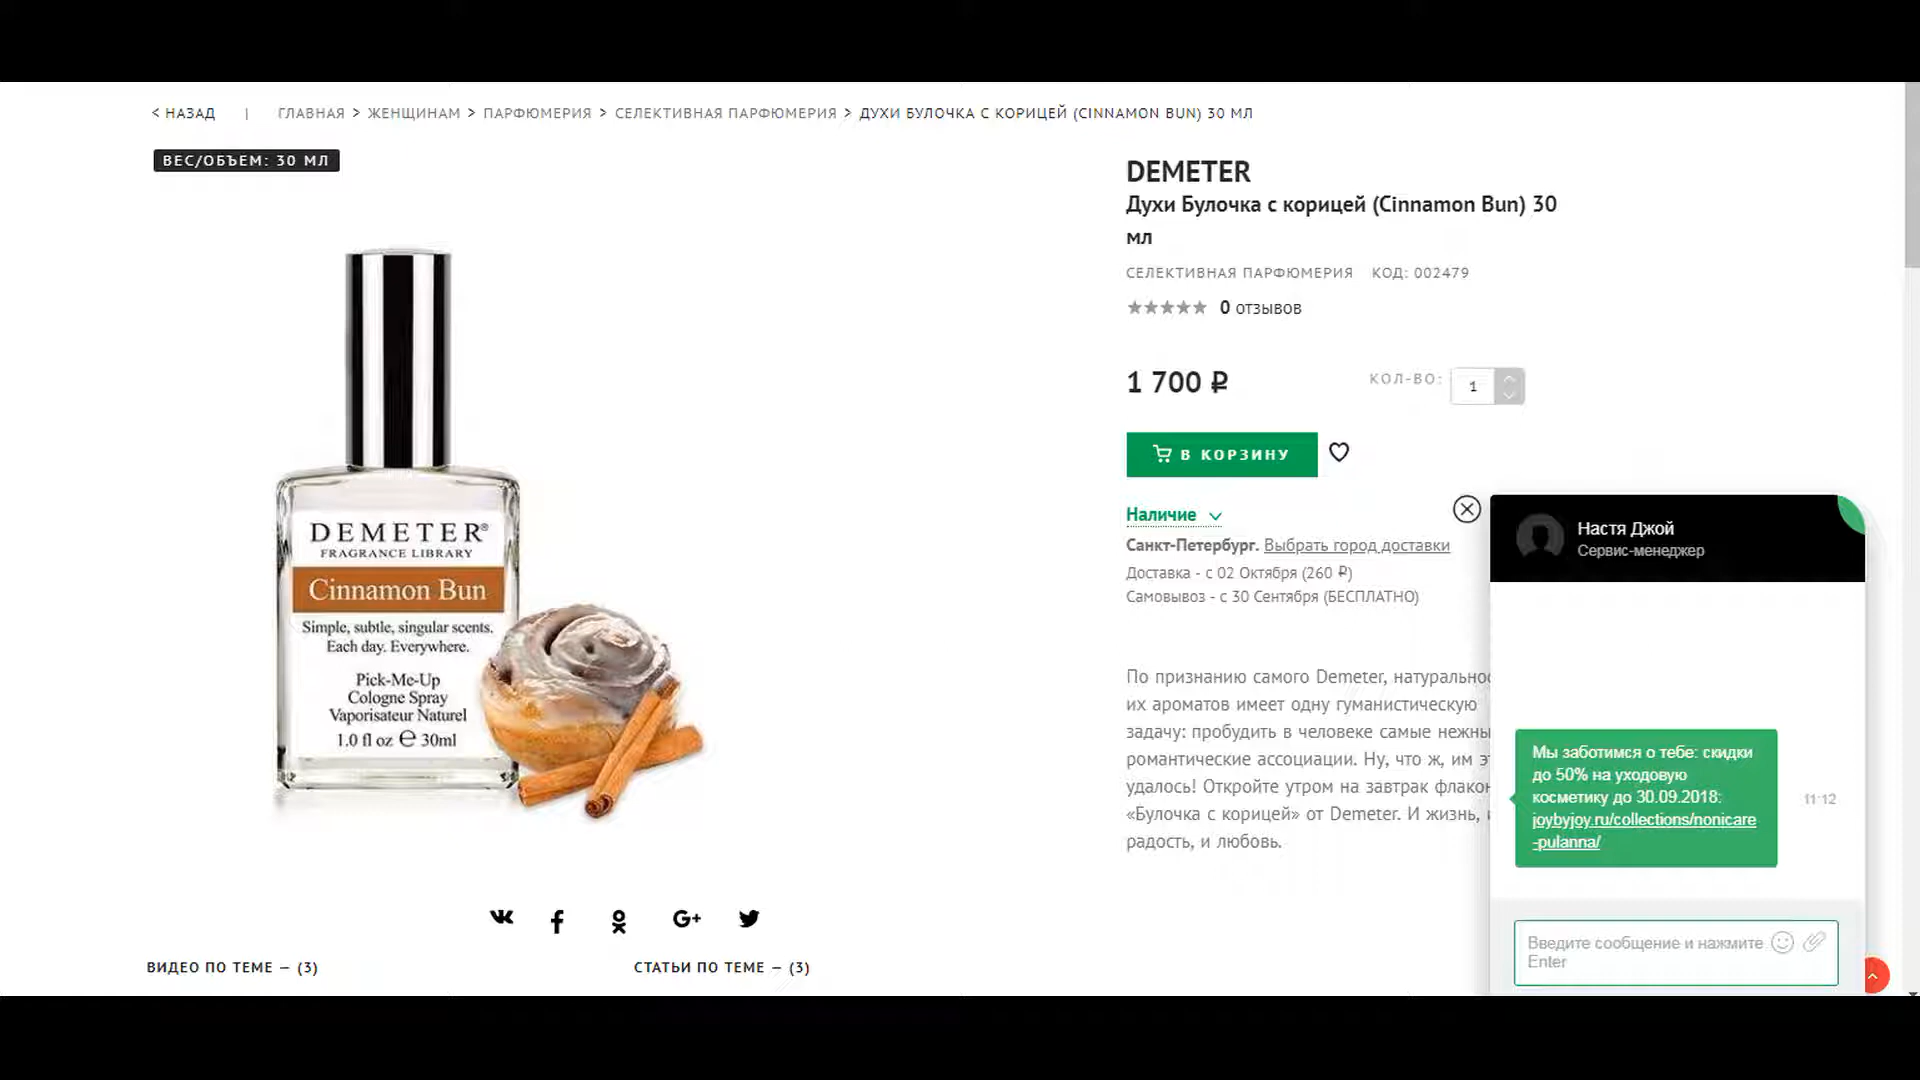 < НАЗАД | ГЛАВНАЯ > ЖЕНЩИНАМ > ПАРФЮМЕРИЯ > СЕЛЕКТИВНАЯ ПАРФЮМЕРИЯ > ДУХИ БУЛОЧКА С КОРИЦЕЙ (CINNAMON BUN) 30 МЛ
ВЕС/ОБЪЕМ: 30 МЛ
DEMETER®
FRAGRANCE LIBRARY
Cinnamon Bun
Simple, subtle, singular scents.
Each day. Everywhere.
Pick-Me-Up
Cologne Spray
Vaporisateur Naturel
1.0 fl oz ℮ 30ml
DEMETER
Духи Булочка с корицей (Cinnamon Bun) 30
мл
СЕЛЕКТИВНАЯ ПАРФЮМЕРИЯ КОД: 002479
0 отзывов
1 700 ₽
КОЛ-ВО: 1
В КОРЗИНУ
Наличие
Санкт-Петербург. Выбрать город доставки
Доставка - с 02 Октября (260 ₽)
Самовывоз - с 30 Сентября (БЕСПЛАТНО)
По признанию самого Demeter,
их ароматов имеет одну гуманистическую
задачу: пробудить в человеке самые
романтические ассоциации. Ну, что ж, им
удалось! Откройте утром на завтрак
«Булочка с корицей» от Demeter. И жизнь,
радость, и любовь.
Настя Джой
Сервис-менеджер
Мы заботимся о тебе: скидки
до 50% на уходовую
косметику до 30.09.2018:
joybyjoy.ru/collections/nonicare
-pulanna/
11:12
Введите сообщение и нажмите
Enter
G+
ВИДЕО ПО ТЕМЕ — (3)
СТАТЬИ ПО ТЕМЕ — (3)